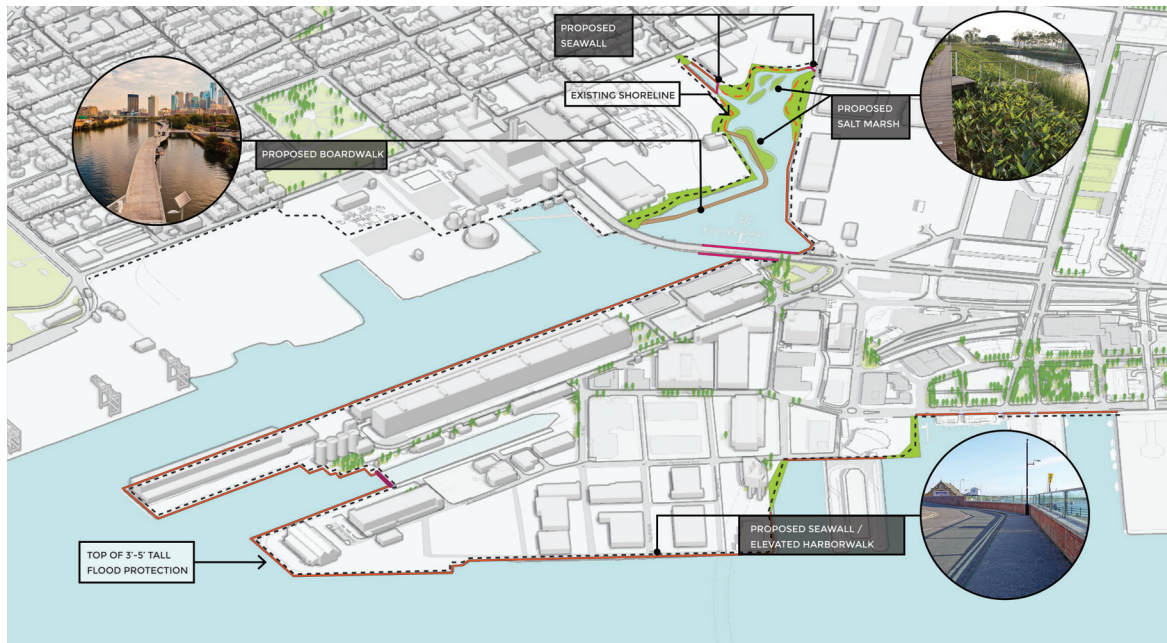 PROPOSED
SEAWALL
EXISTING SHORELINE
PROPOSED
SALT MARSH
PROPOSED BOARDWALK
PROPOSED SEAWALL /
ELEVATED HARBORWALK
TOP OF 3'-5' TALL
FLOOD PROTECTION